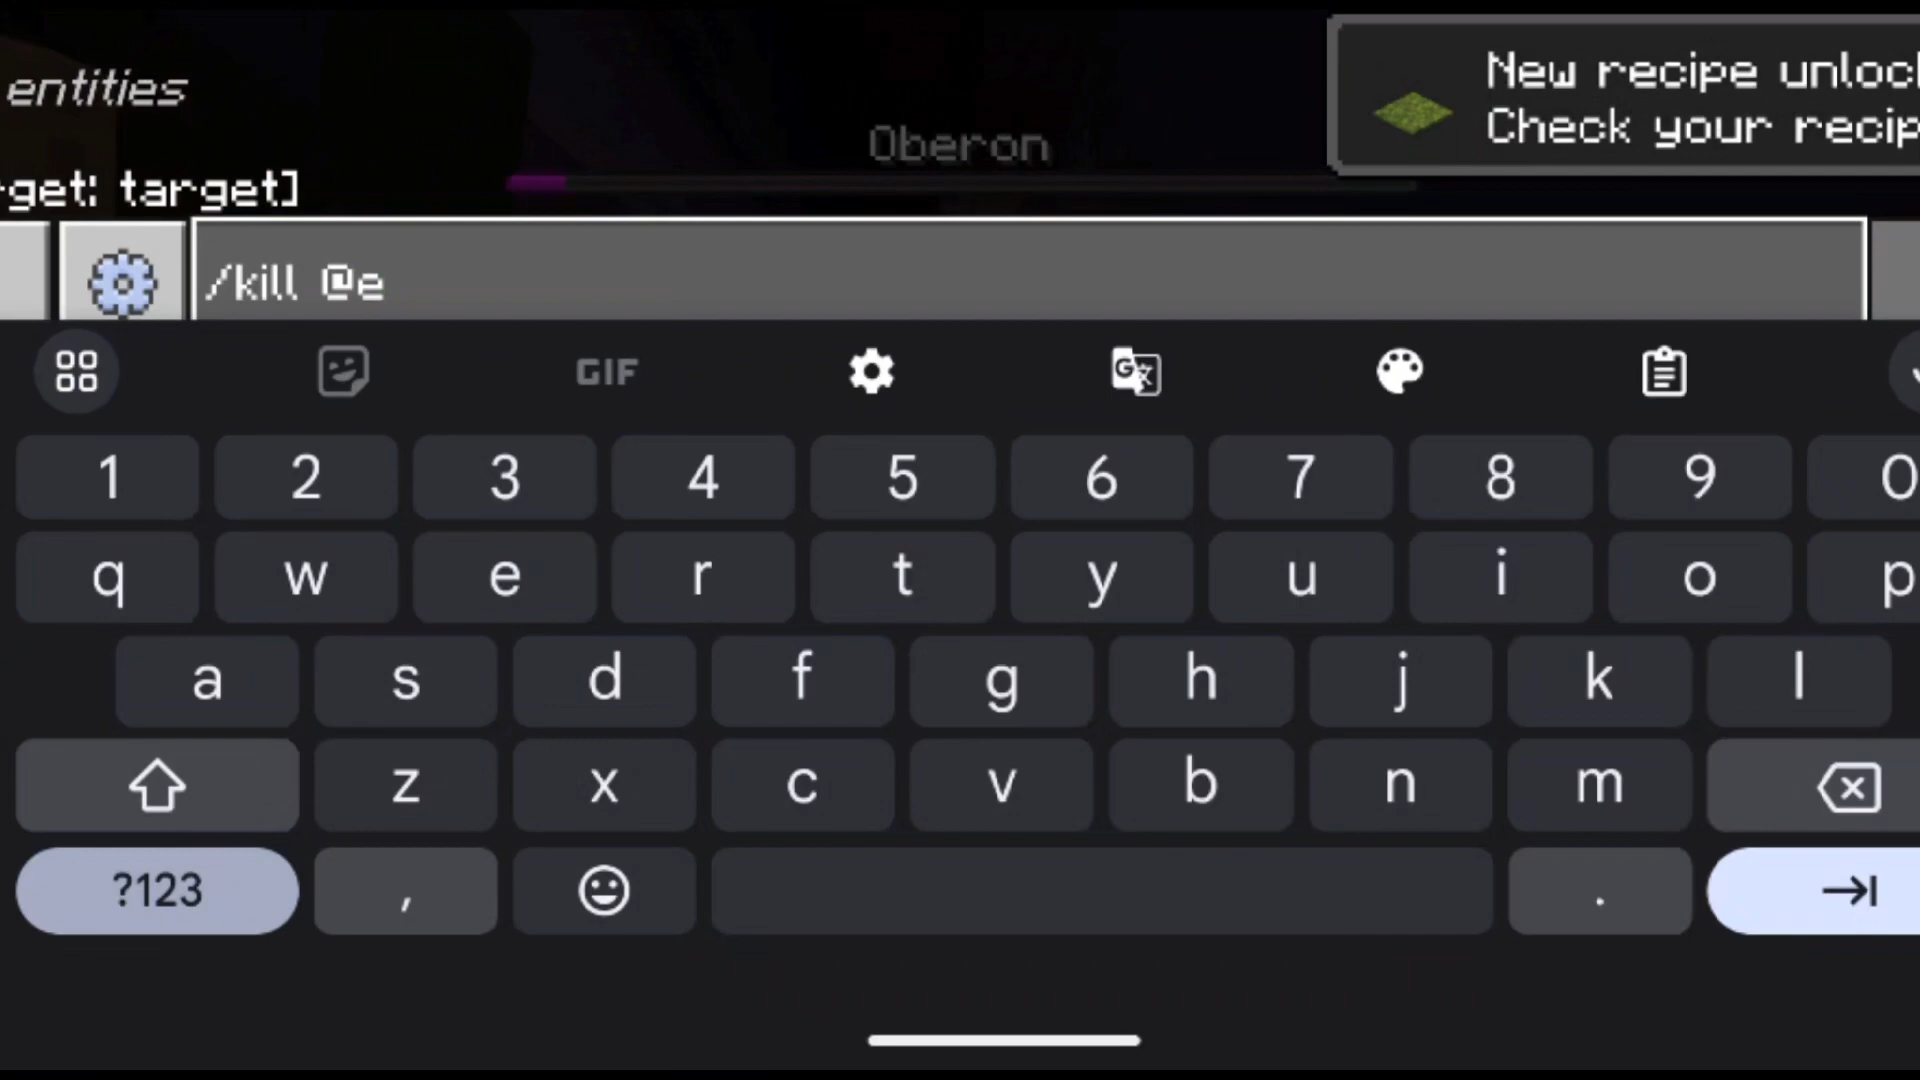 entities
New recipe unloc
Check your recip
Oberon
get: target]
/kill @e
GIF
G
1 2 3 4 5 6 7 8 9 0
q w e r t y u i o p
a s d f g h j k l
z x c v b n m
?123 , .